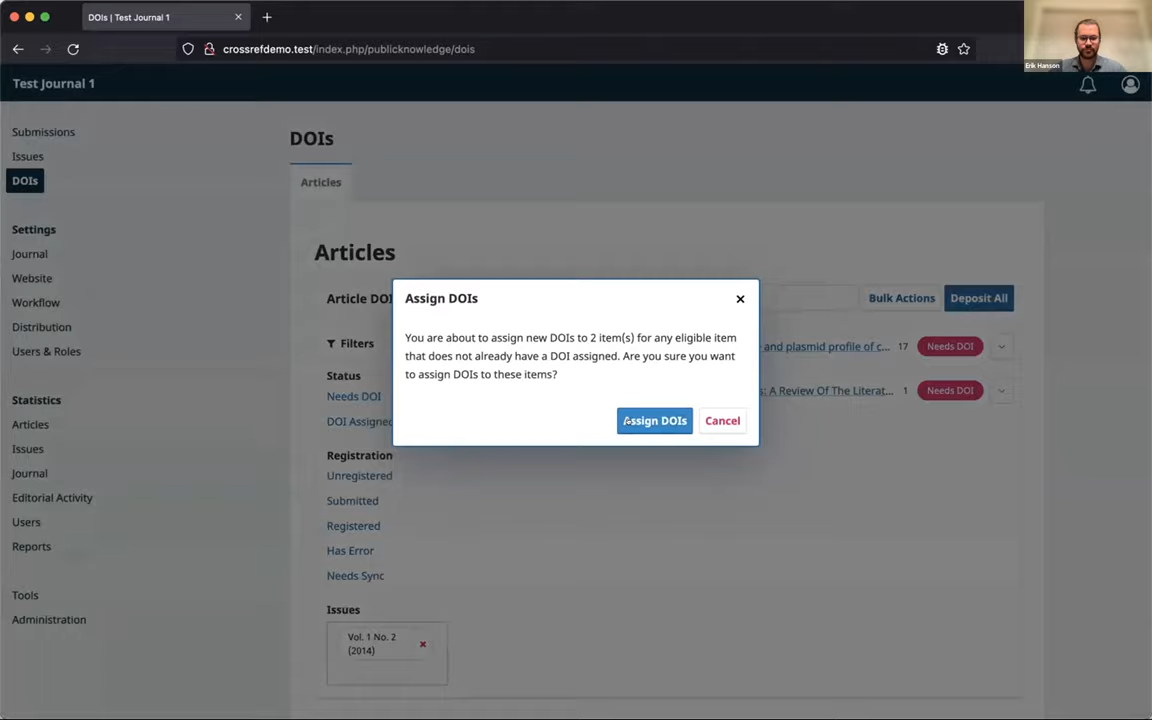 DOIs | Test Journal 1
crossrefdemo.test/index.php/publicknowledge/dois
Erik Hanson
Test Journal 1
Submissions
Issues
DOIs
Settings
Journal
Website
Workflow
Distribution
Users & Roles
Statistics
Articles
Issues
Journal
Editorial Activity
Users
Reports
Tools
Administration
DOIs
Articles
Articles
Article DOI
Bulk Actions
Deposit All
Filters
Status
Needs DOI
DOI Assigned
Registration
Unregistered
Submitted
Registered
Has Error
Needs Sync
Issues
Vol. 1 No. 2
(2014)
and plasmid profile of c... 17 Needs DOI
s: A Review Of The Literat... 1 Needs DOI
Assign DOIs
You are about to assign new DOIs to 2 item(s) for any eligible item
that does not already have a DOI assigned. Are you sure you want
to assign DOIs to these items?
Assign DOIs
Cancel